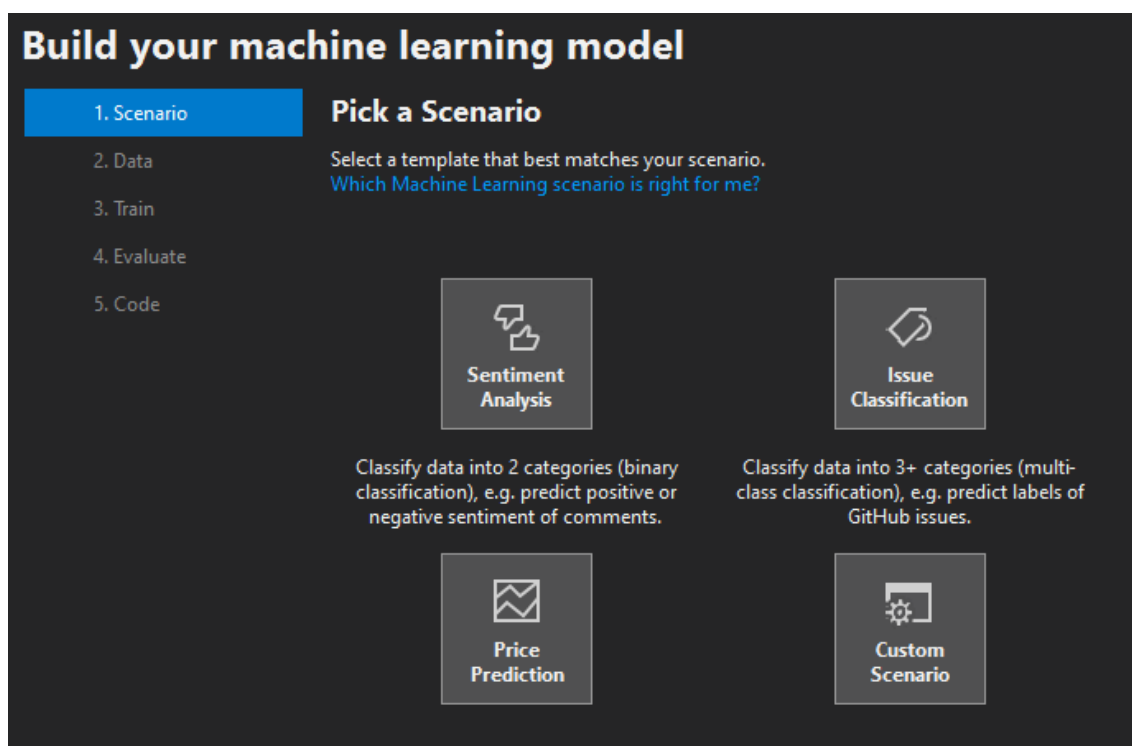 Build your machine learning model
1. Scenario
2. Data
3. Train
4. Evaluate
5. Code
Pick a Scenario
Select a template that best matches your scenario.
Which Machine Learning scenario is right for me?
Sentiment
Analysis
Classify data into 2 categories (binary
classification), e.g. predict positive or
negative sentiment of comments.
Issue
Classification
Classify data into 3+ categories (multi-
class classification), e.g. predict labels of
GitHub issues.
Price
Prediction
Custom
Scenario